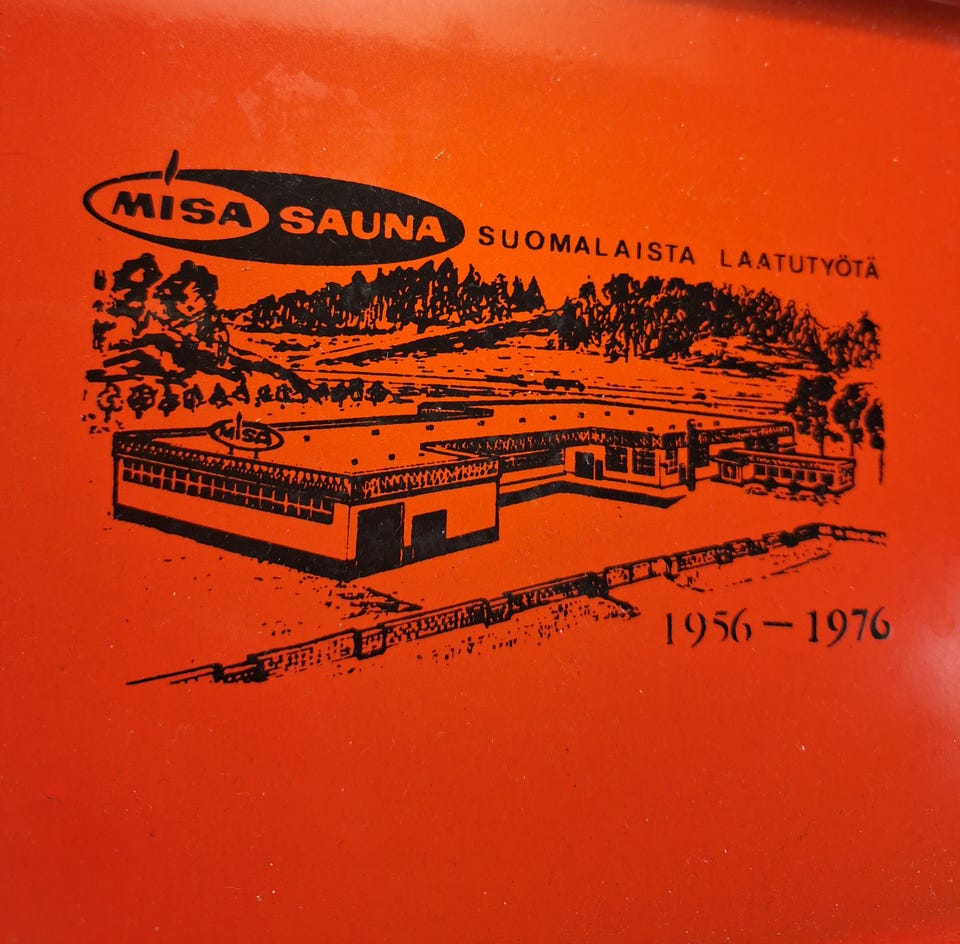 MISA SAUNA SUOMALAISTA LAATUTYÖTÄ
MISA
1956 – 1976